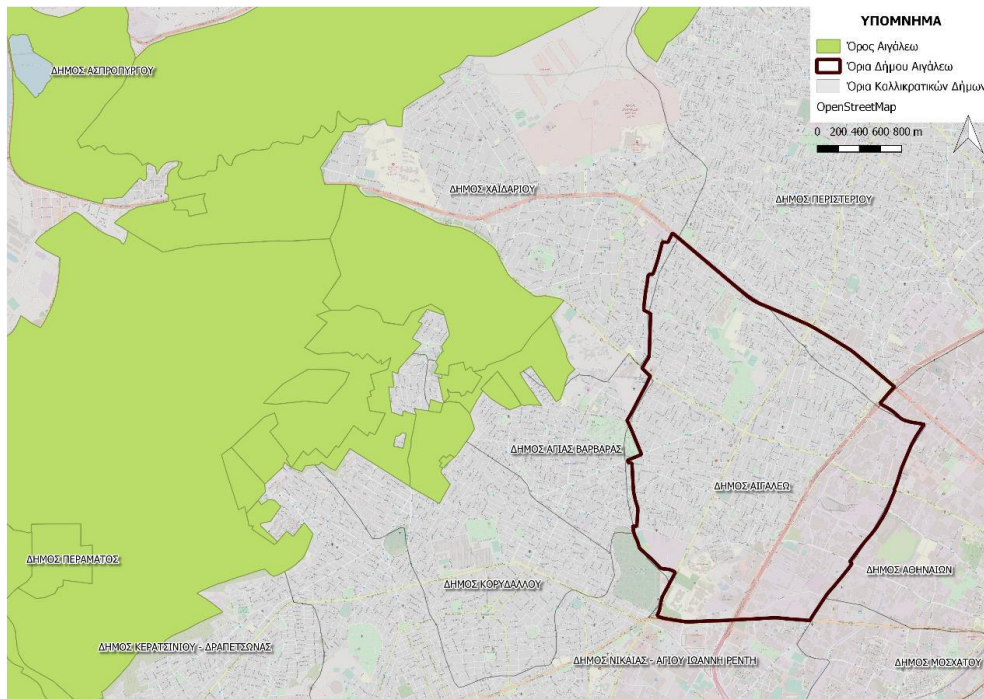 ΥΠΟΜΝΗΜΑ
Όρος Αιγάλεω
Όρια Δήμου Αιγάλεω
Όρια Καλλικρατικών Δήμων
OpenStreetMap
0 200 400 600 800 m
ΔΗΜΟΣ ΑΣΠΡΟΠΥΡΓΟΥ
ΔΗΜΟΣ ΧΑΪΔΑΡΙΟΥ
ΔΗΜΟΣ ΠΕΡΙΣΤΕΡΙΟΥ
ΔΗΜΟΣ ΑΓΙΑΣ ΒΑΡΒΑΡΑΣ
ΔΗΜΟΣ ΑΙΓΑΛΕΩ
ΔΗΜΟΣ ΠΕΡΑΜΑΤΟΣ
ΔΗΜΟΣ ΑΘΗΝΑΙΩΝ
ΔΗΜΟΣ ΚΟΡΥΔΑΛΛΟΥ
ΔΗΜΟΣ ΚΕΡΑΤΣΙΝΙΟΥ - ΔΡΑΠΕΤΣΩΝΑΣ
ΔΗΜΟΣ ΝΙΚΑΙΑΣ - ΑΓΙΟΥ ΙΩΑΝΝΗ ΡΕΝΤΗ
ΔΗΜΟΣ ΜΟΣΧΑΤΟΥ